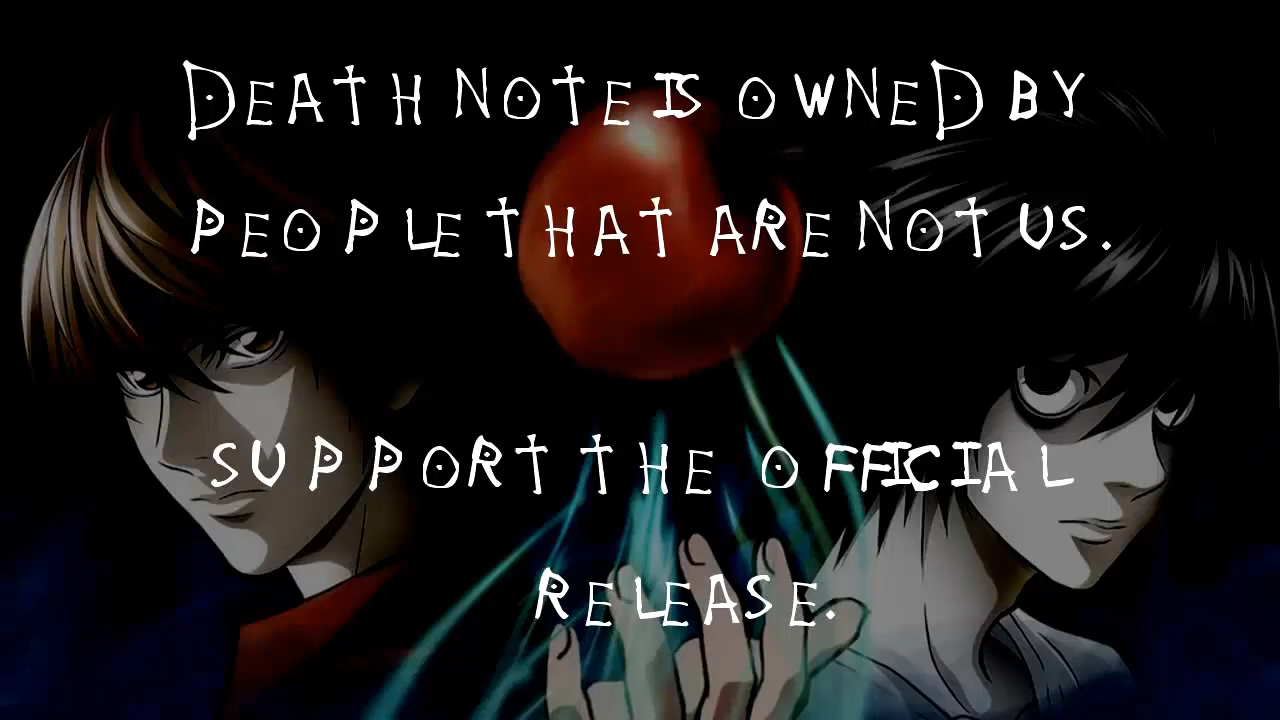 DEATH NOTE IS OWNED BY
PEOPLE THAT ARE NOT US.
SUPPORT THE OFFICIAL
RELEASE.